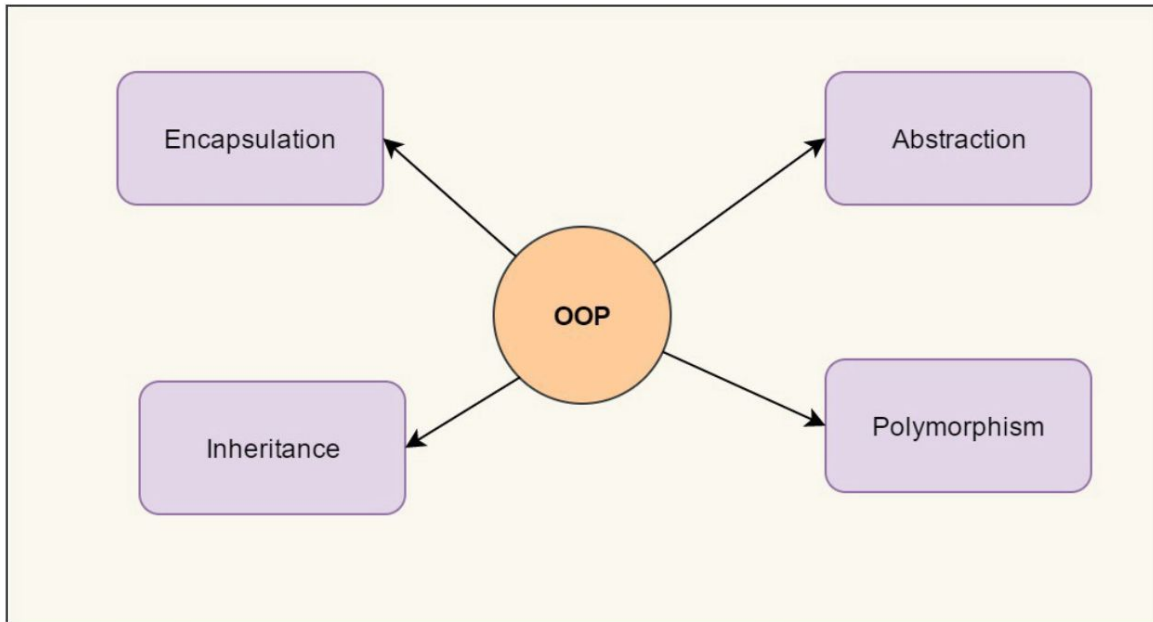 Encapsulation
Abstraction
OOP
Inheritance
Polymorphism